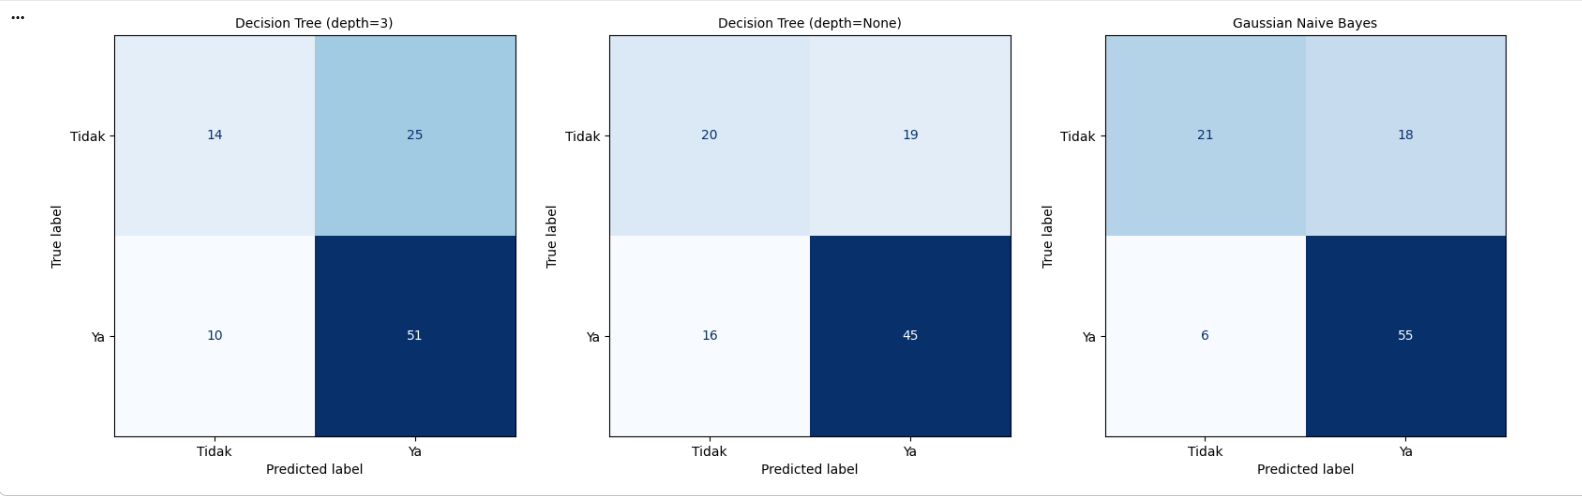 ...
Decision Tree (depth=3)
Tidak
14
25
Ya
10
51
True label
Tidak
Ya
Predicted label
Decision Tree (depth=None)
Tidak
20
19
Ya
16
45
True label
Tidak
Ya
Predicted label
Gaussian Naive Bayes
Tidak
21
18
Ya
6
55
True label
Tidak
Ya
Predicted label